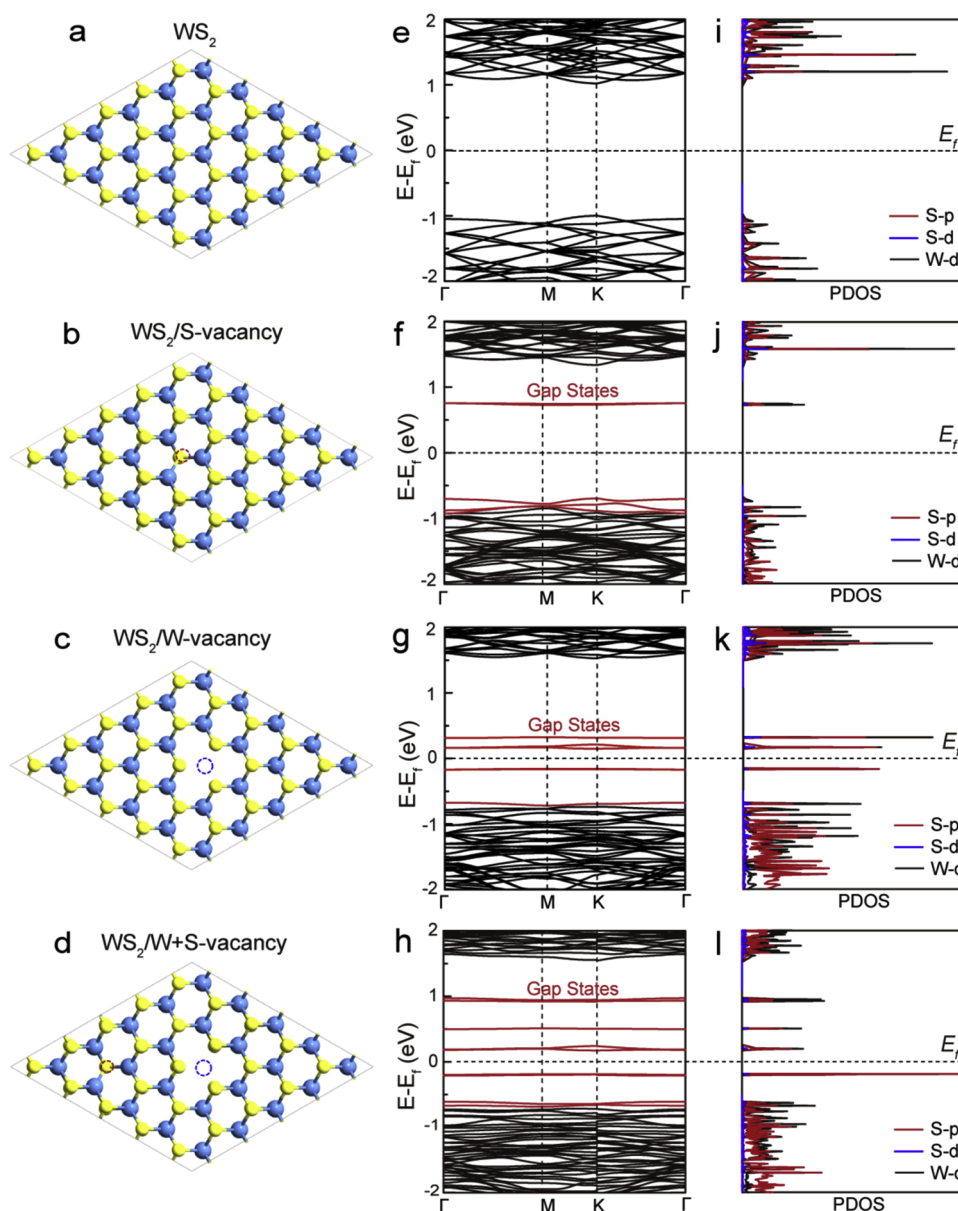 a
WS2
e
2
1
0
-1
-2
E-Ef (eV)
Γ M K Γ
i
Ef
S-p
S-d
W-d
PDOS
b
WS2/S-vacancy
f
2
Gap States
1
0
-1
-2
E-Ef (eV)
Γ M K Γ
j
Ef
S-p
S-d
W-d
PDOS
c
WS2/W-vacancy
g
2
1
Gap States
0
-1
-2
E-Ef (eV)
Γ M K Γ
k
Ef
S-p
S-d
W-d
PDOS
d
WS2/W+S-vacancy
h
2
Gap States
1
0
-1
-2
E-Ef (eV)
Γ M K Γ
l
Ef
S-p
S-d
W-d
PDOS